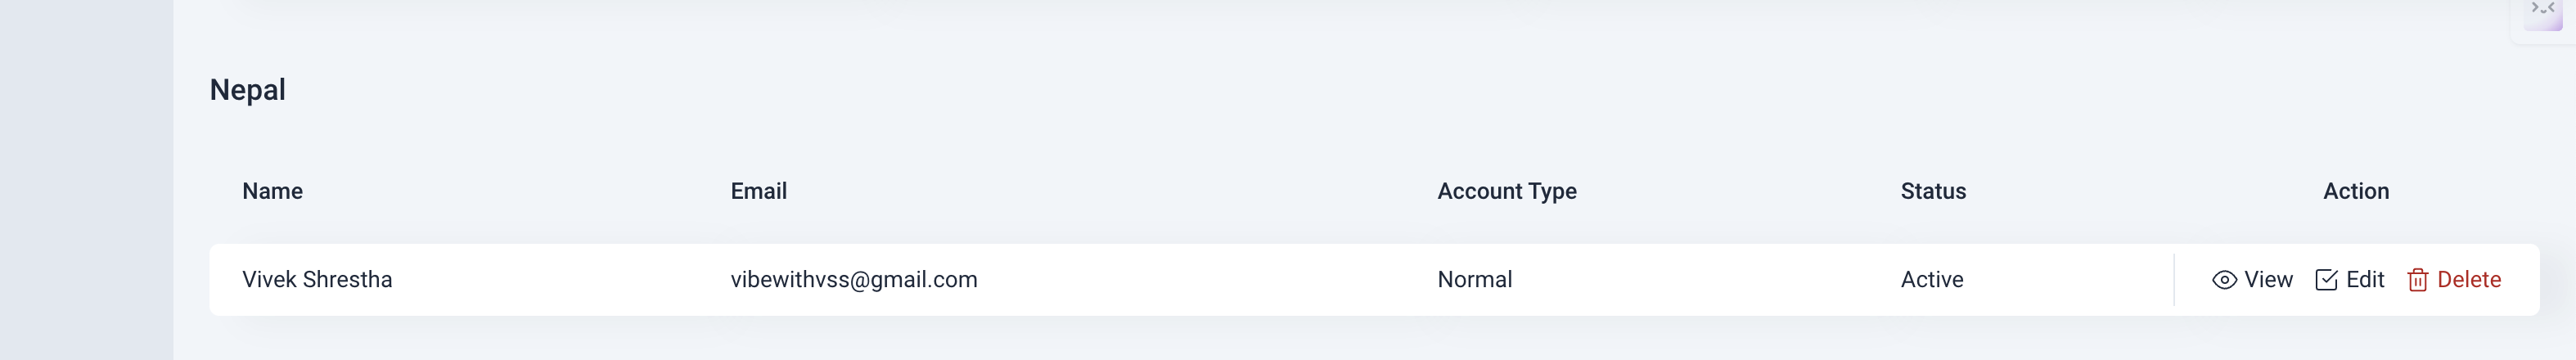 Nepal
Name Email Account Type Status Action
Vivek Shrestha vibewithvss@gmail.com Normal Active View Edit Delete